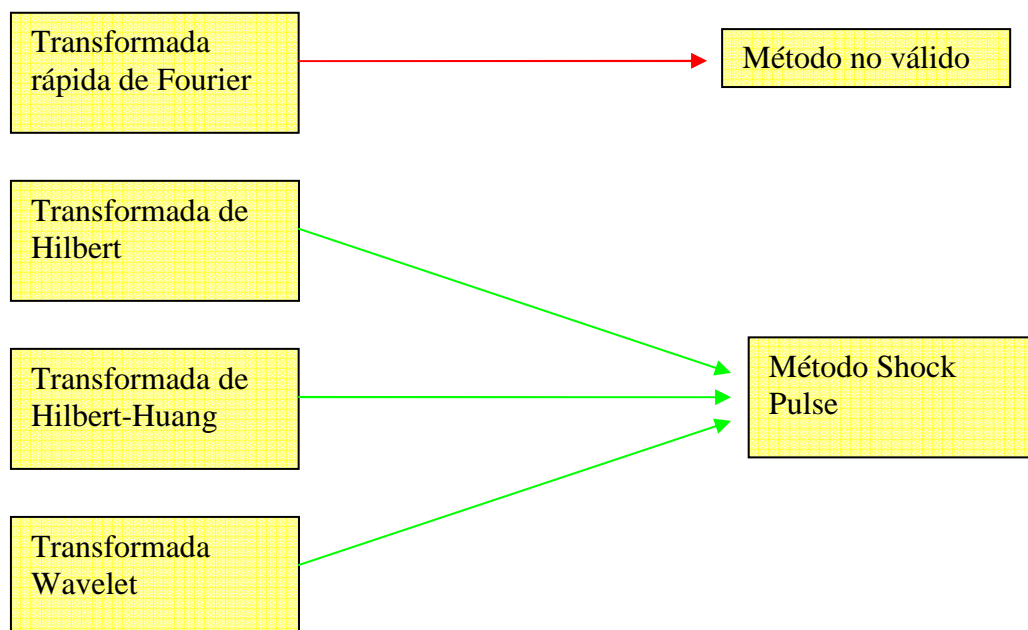 Transformada
rápida de Fourier
Método no válido
Transformada de
Hilbert
Transformada de
Hilbert-Huang
Método Shock
Pulse
Transformada
Wavelet